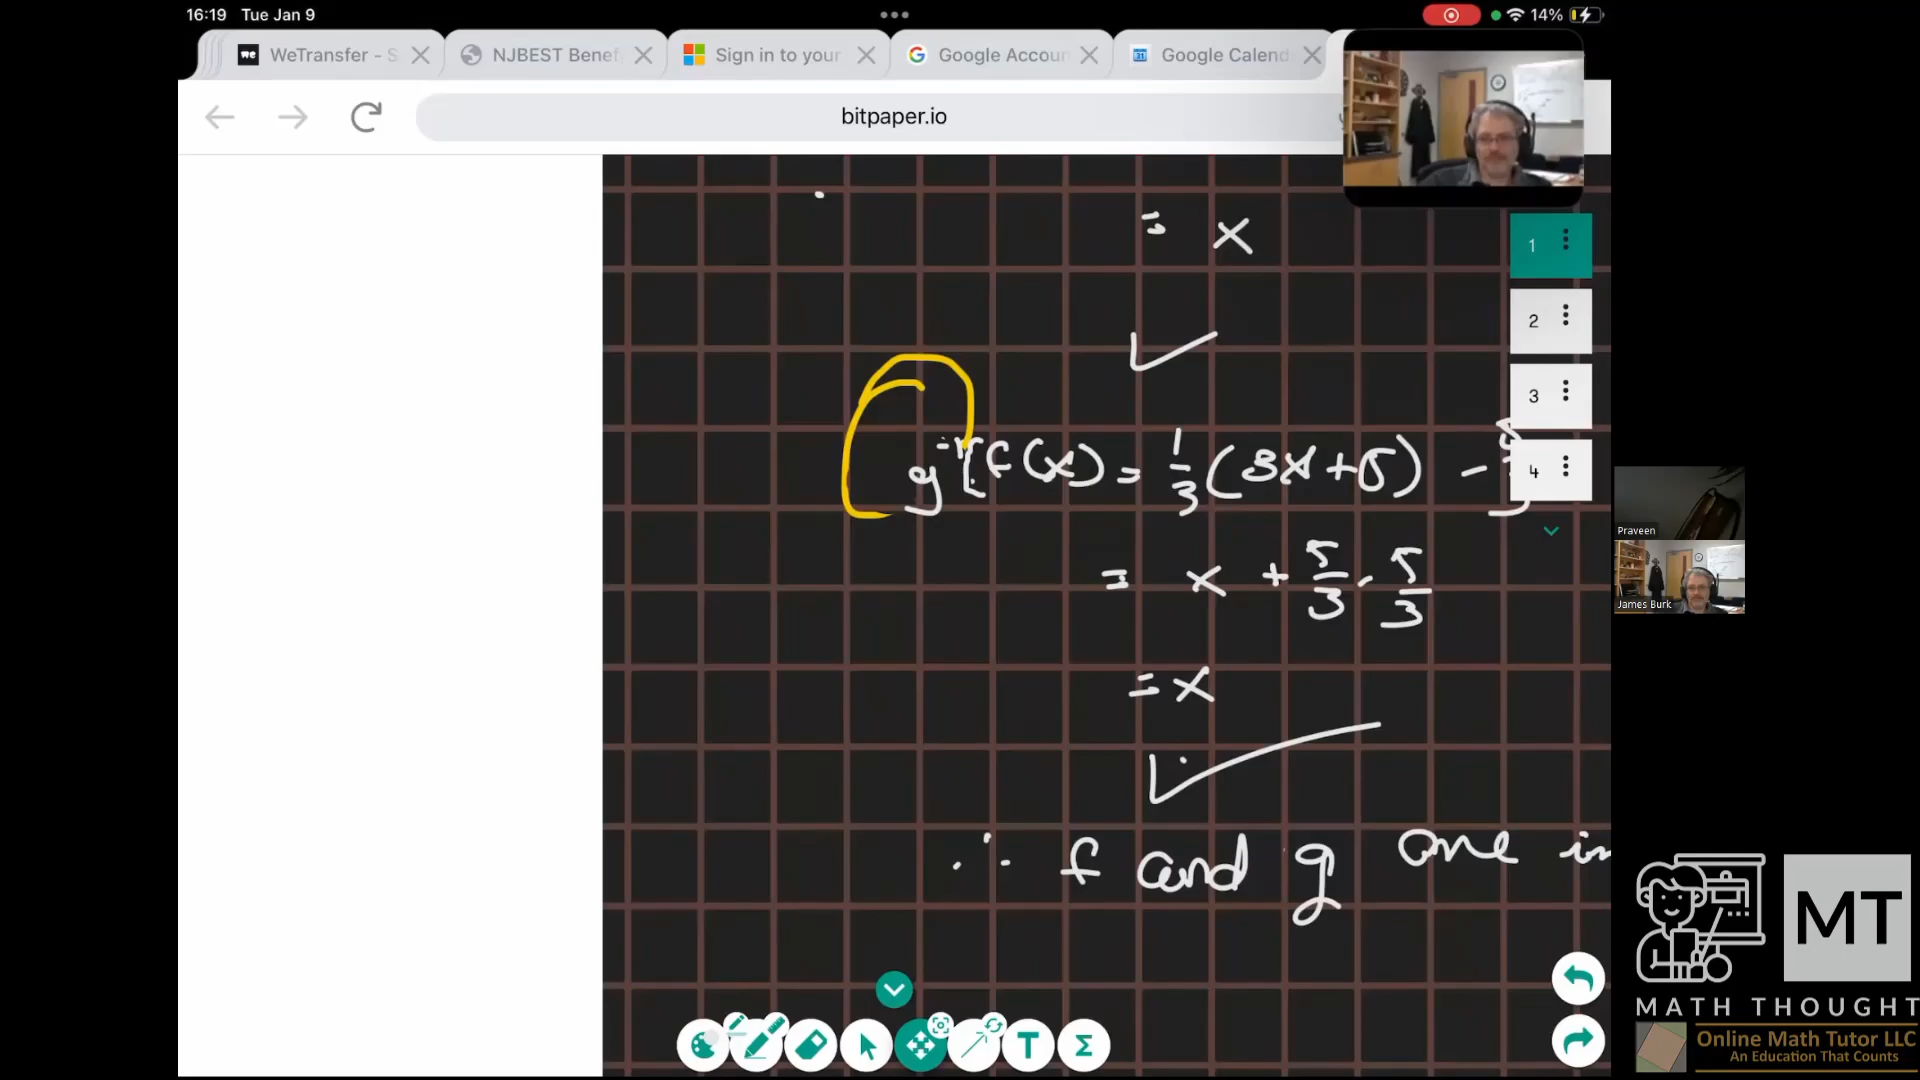 16:19 Tue Jan 9
14%
WeTransfer - S
NJBEST Benef
Sign in to your
Google Accoun
Google Calend
bitpaper.io
= x
1
2
3
4
g⁻¹(f(x) = 1/3 (3x+5) -
= x + 5/3 - 5/3
= x
∴ f and g one in
Praveen
James Burk
T
Σ
MT
MATH THOUGHT
Online Math Tutor LLC
An Education That Counts